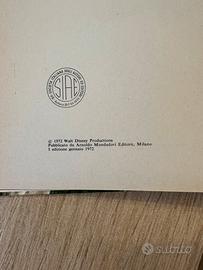 SIAE
© 1972 Walt Disney Productions
Pubblicato da Arnoldo Mondadori Editore, Milano
I edizione gennaio 1972
subito